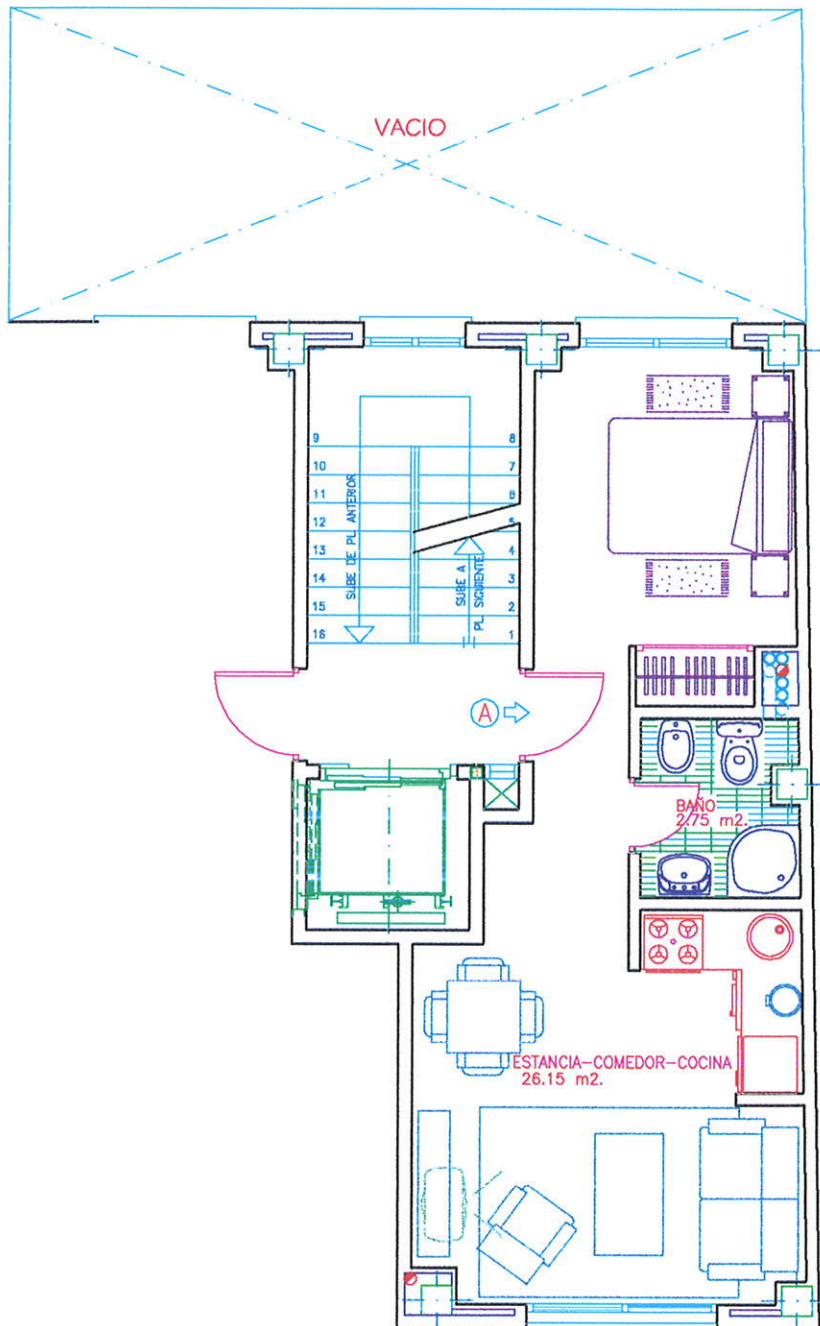 VACIO
9 8
10 7
11 6
12 5
13 4
14 3
15 2
16 1
SUBE DE PL. ANTERIOR
SUBE A
PL. SIGUIENTE
A
BAÑO
2.75 m2.
ESTANCIA-COMEDOR-COCINA
26.15 m2.